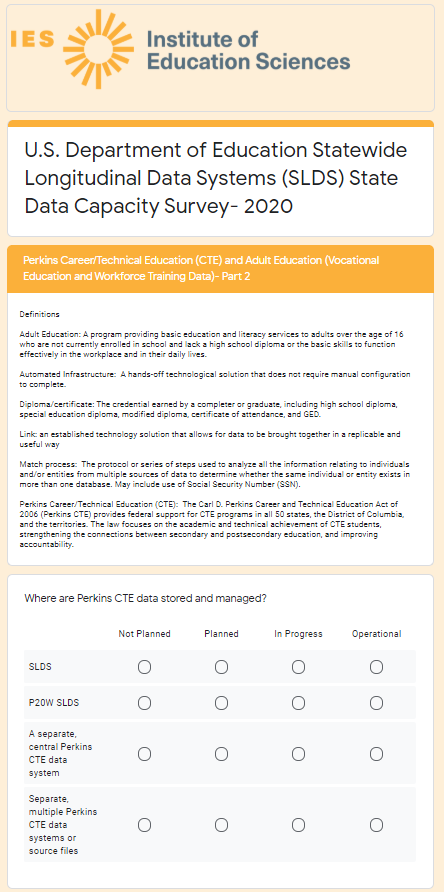 IES
Institute of
Education Sciences
U.S. Department of Education Statewide
Longitudinal Data Systems (SLDS) State
Data Capacity Survey- 2020
Perkins Career/Technical Education (CTE) and Adult Education (Vocational
Education and Workforce Training Data)- Part 2
Definitions
Adult Education: A program providing basic education and literacy services to adults over the age of 16
who are not currently enrolled in school and lack a high school diploma or the basic skills to function
effectively in the workplace and in their daily lives.
Automated Infrastructure: A hands-off technological solution that does not require manual configuration
to complete.
Diploma/certificate: The credential earned by a completer or graduate, including high school diploma,
special education diploma, modified diploma, certificate of attendance, and GED.
Link: an established technology solution that allows for data to be brought together in a replicable and
useful way
Match process: The protocol or series of steps used to analyze all the information relating to individuals
and/or entities from multiple sources of data to determine whether the same individual or entity exists in
more than one database. May include use of Social Security Number (SSN).
Perkins Career/Technical Education (CTE): The Carl D. Perkins Career and Technical Education Act of
2006 (Perkins CTE) provides federal support for CTE programs in all 50 states, the District of Columbia,
and the territories. The law focuses on the academic and technical achievement of CTE students,
strengthening the connections between secondary and postsecondary education, and improving
accountability.
Where are Perkins CTE data stored and managed?
Not Planned Planned In Progress Operational
SLDS
P20W SLDS
A separate,
central Perkins
CTE data
system
Separate,
multiple Perkins
CTE data
systems or
source files